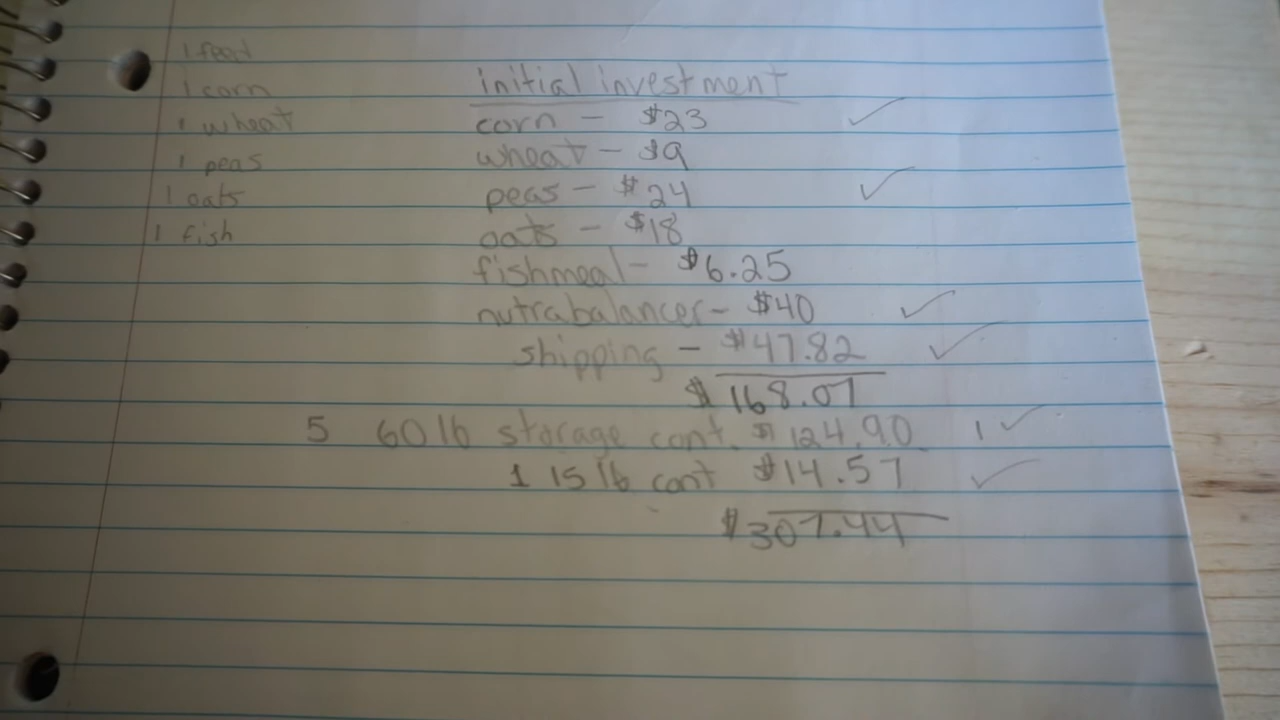 1 feed
1 corn
1 wheat
1 peas
1 oats
1 fish
initial investment
corn - $23 ✓
wheat - $9
peas - $24 ✓
oats - $18
fishmeal - $6.25
nutrabalancer - $40 ✓
shipping - $47.82 ✓
$168.07
5 60 lb storage cont. $124.90 1 ✓
1 15 lb cont $14.57 ✓
$307.44